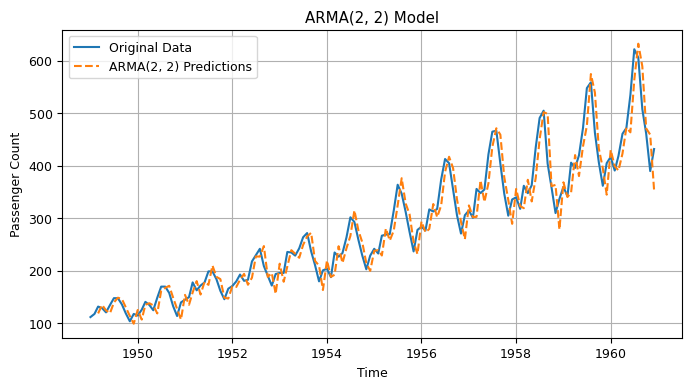 ARMA(2, 2) Model
Original Data
ARMA(2, 2) Predictions
Passenger Count
600
500
400
300
200
100
1950
1952
1954
1956
1958
1960
Time